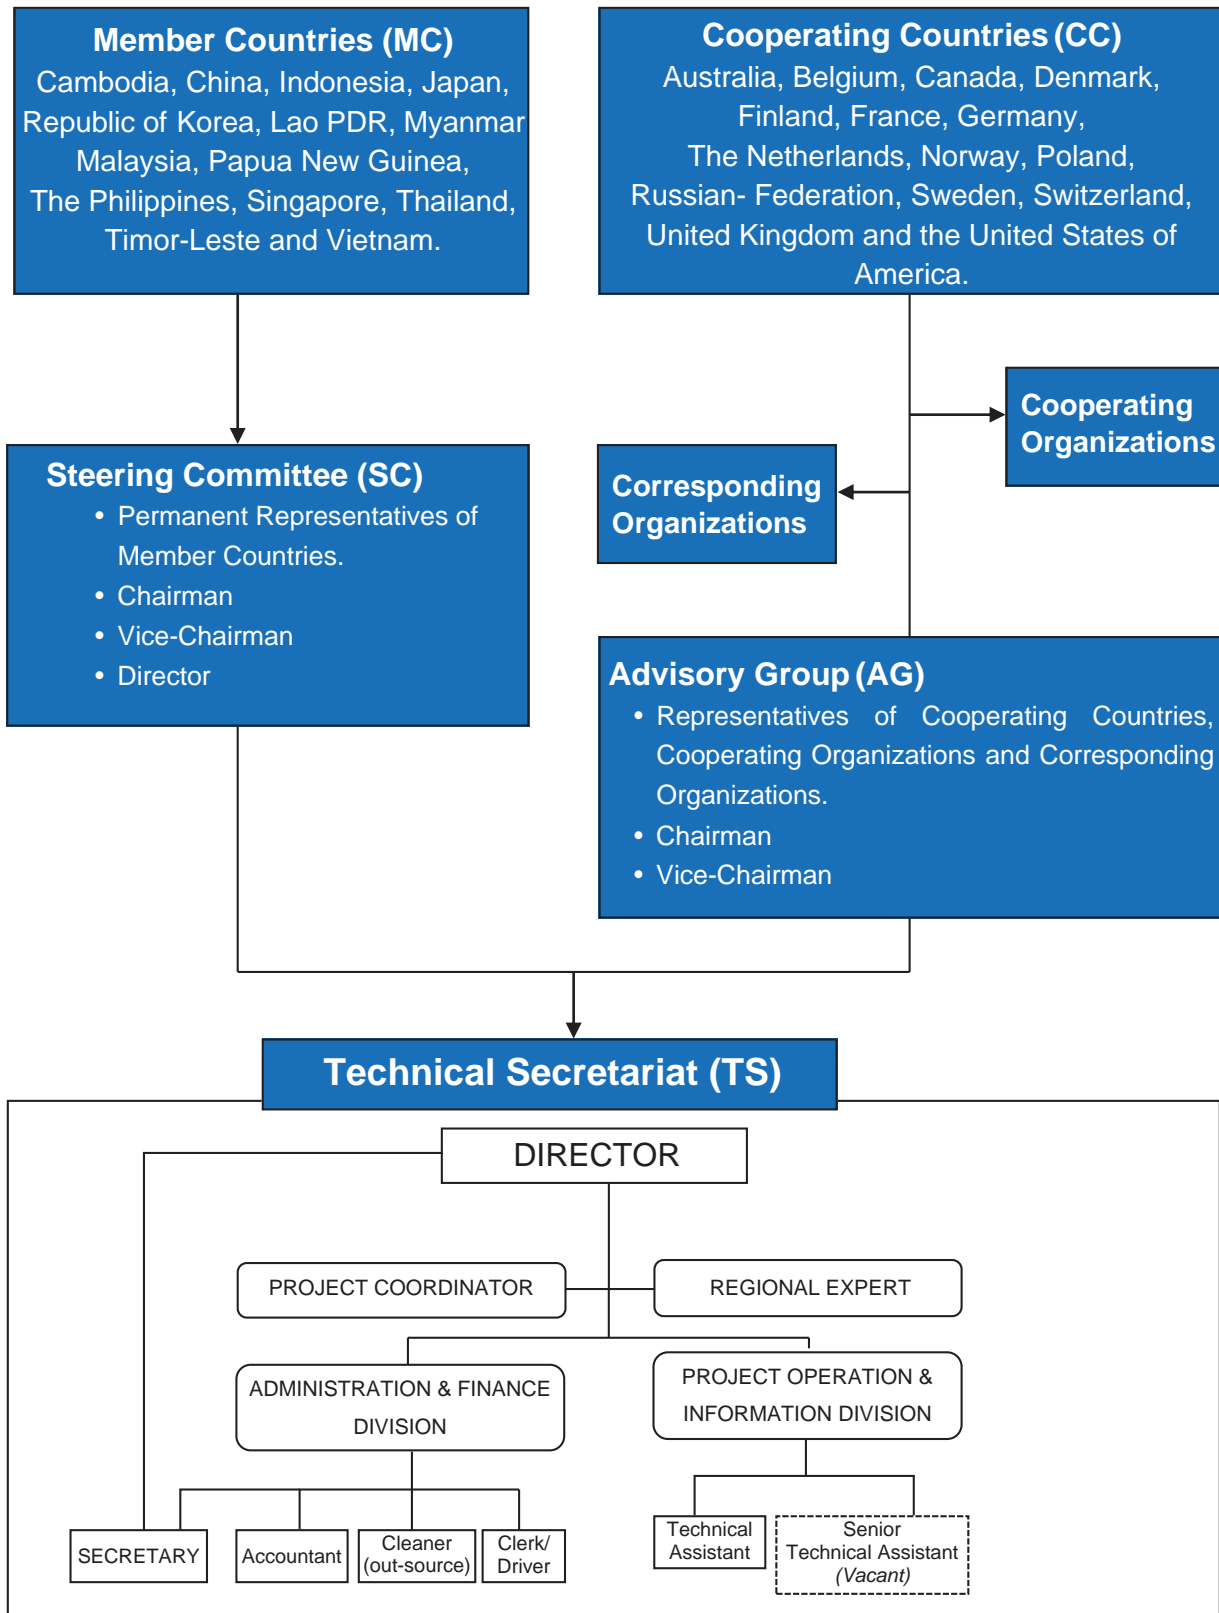 Member Countries (MC)
Cambodia, China, Indonesia, Japan,
Republic of Korea, Lao PDR, Myanmar
Malaysia, Papua New Guinea,
The Philippines, Singapore, Thailand,
Timor-Leste and Vietnam.
Cooperating Countries (CC)
Australia, Belgium, Canada, Denmark,
Finland, France, Germany,
The Netherlands, Norway, Poland,
Russian- Federation, Sweden, Switzerland,
United Kingdom and the United States of
America.
Cooperating
Organizations
Corresponding
Organizations
Steering Committee (SC)
• Permanent Representatives of
Member Countries.
• Chairman
• Vice-Chairman
• Director
Advisory Group (AG)
• Representatives of Cooperating Countries,
Cooperating Organizations and Corresponding
Organizations.
• Chairman
• Vice-Chairman
Technical Secretariat (TS)
DIRECTOR
PROJECT COORDINATOR
REGIONAL EXPERT
ADMINISTRATION & FINANCE
DIVISION
PROJECT OPERATION &
INFORMATION DIVISION
SECRETARY
Accountant
Cleaner
(out-source)
Clerk/
Driver
Technical
Assistant
Senior
Technical Assistant
(Vacant)